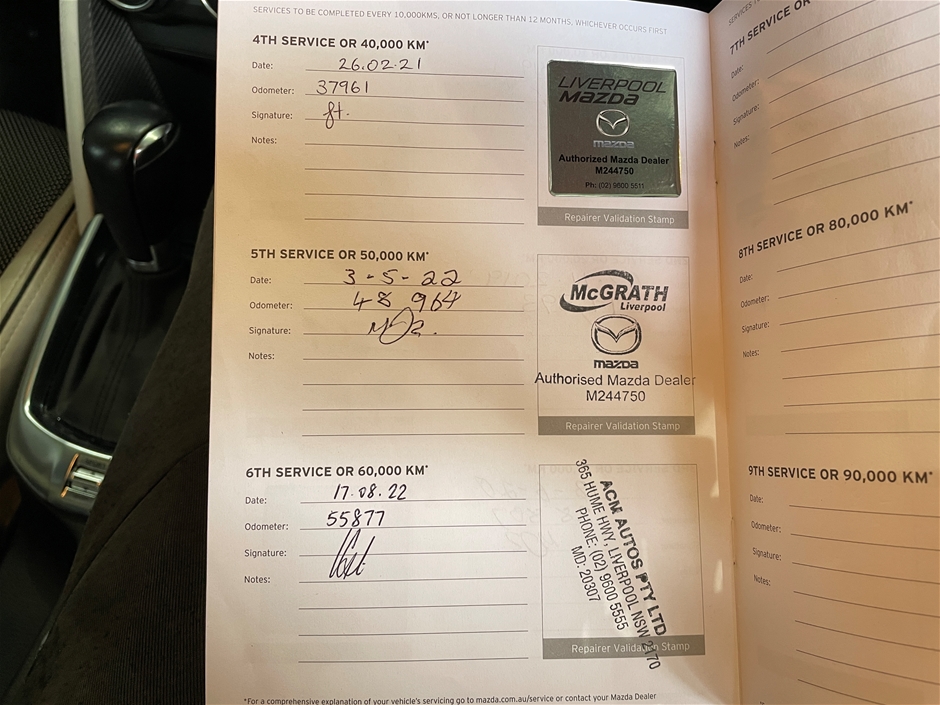 SERVICES TO BE COMPLETED EVERY 10,000KMS, OR NOT LONGER THAN 12 MONTHS, WHICHEVER OCCURS FIRST
4TH SERVICE OR 40,000 KM*
Date: 26.02.21
Odometer: 37961
Signature:
Notes:
LIVERPOOL
mazda
mazda
Authorized Mazda Dealer
M244750
Ph: (02) 9600 5511
Repairer Validation Stamp
5TH SERVICE OR 50,000 KM*
Date: 3-5-22
Odometer: 48 964
Signature:
Notes:
McGRATH
Liverpool
mazda
Authorised Mazda Dealer
M244750
Repairer Validation Stamp
6TH SERVICE OR 60,000 KM*
Date: 17.08.22
Odometer: 55877
Signature:
Notes:
ACM AUTOS PTY LTD
365 HUME HWY, LIVERPOOL NSW 2170
PHONE: (02) 9600 5555
MD: 20307
Repairer Validation Stamp
*For a comprehensive explanation of your vehicle's servicing go to mazda.com.au/service or contact your Mazda Dealer
SERVICES
7TH SERVICE OR
Date:
Odometer:
Signature:
Notes:
8TH SERVICE OR 80,000 KM*
Date:
Odometer:
Signature:
Notes:
9TH SERVICE OR 90,000 KM*
Date:
Odometer:
Signature:
Notes: